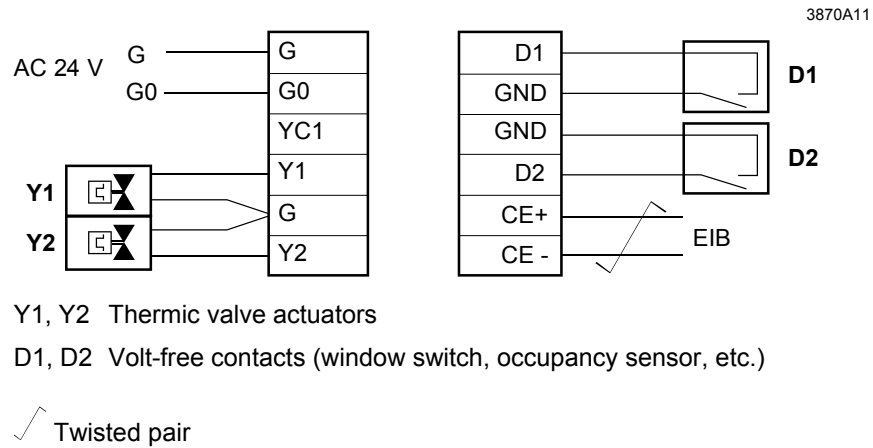 3870A11
AC 24 V
G
G0
G
G0
YC1
Y1
G
Y2
Y1
Y2
D1
GND
GND
D2
CE+
CE -
D1
D2
EIB
Y1, Y2 Thermic valve actuators
D1, D2 Volt-free contacts (window switch, occupancy sensor, etc.)
Twisted pair